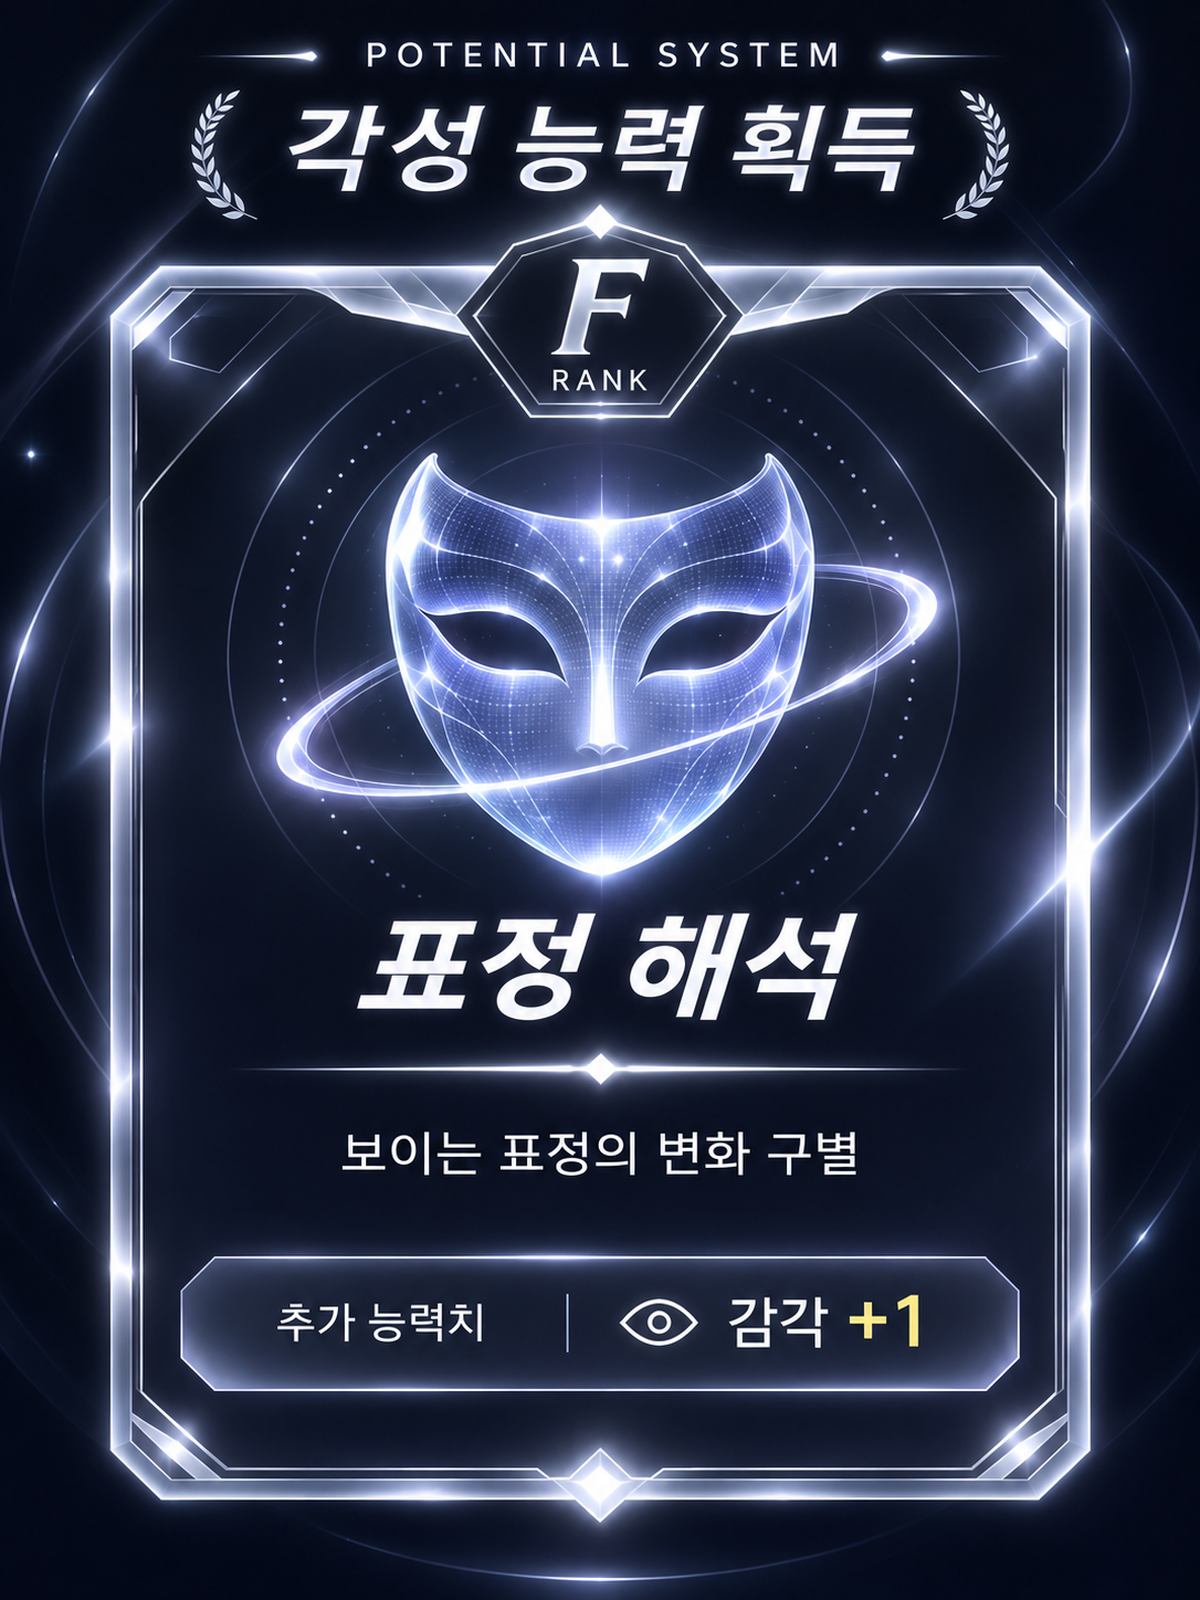 POTENTIAL SYSTEM
각성 능력 획득
F
RANK
표정 해석
보이는 표정의 변화 구별
추가 능력치 감각 +1